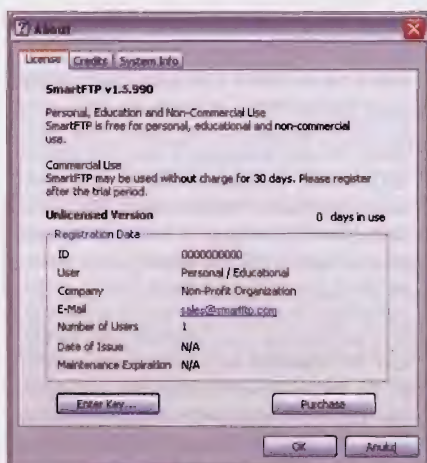 About
License Credits System Info
SmartFTP v1.5.990
Personal, Education and Non-Commercial Use
SmartFTP is free for personal, educational and non-commercial
use.
Commercial Use
SmartFTP may be used without charge for 30 days. Please register
after the trial period.
Unlicensed Version 0 days in use
Registration Data
ID 0000000000
User Personal / Educational
Company Non-Profit Organization
E-Mail sales@smartftp.com
Number of Users 1
Date of Issue N/A
Maintenance Expiration N/A
Enter Key... Purchase
OK Anuluj